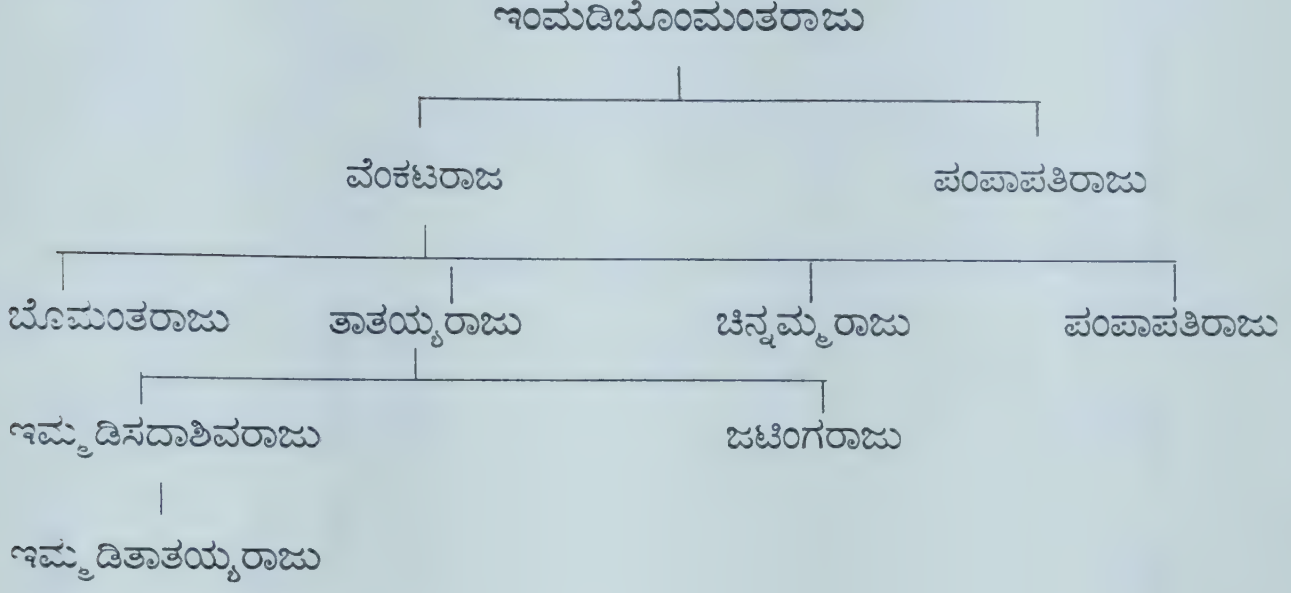 ಇಂಮಡಿಬೊಂಮಂತರಾಜು
ವೆಂಕಟರಾಜ ಪಂಪಾಪತಿರಾಜು
ಬೊಮಂತರಾಜು ತಾತಯ್ಯರಾಜು ಚಿನ್ನಮ್ಮರಾಜು ಪಂಪಾಪತಿರಾಜು
ಇಮ್ಮಡಿಸದಾಶಿವರಾಜು ಜಟಿಂಗರಾಜು
ಇಮ್ಮಡಿತಾತಯ್ಯರಾಜು